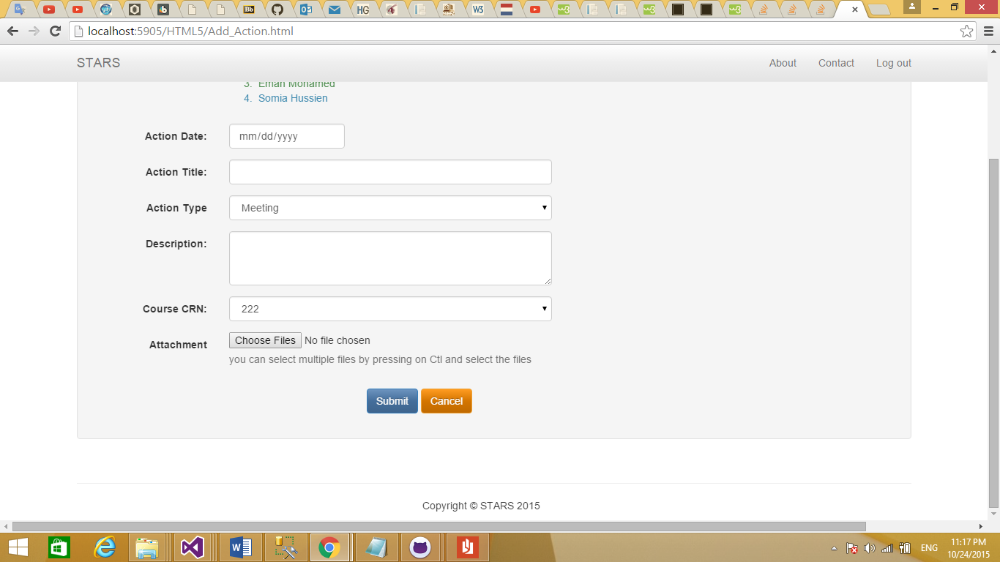 localhost:5905/HTML5/Add_Action.html
STARS About Contact Log out
3. Eman Mohamed
4. Somia Hussien
Action Date: mm/dd/yyyy
Action Title:
Action Type Meeting
Description:
Course CRN: 222
Attachment Choose Files No file chosen
you can select multiple files by pressing on Ctl and select the files
Submit Cancel
Copyright © STARS 2015
ENG
11:17 PM
10/24/2015